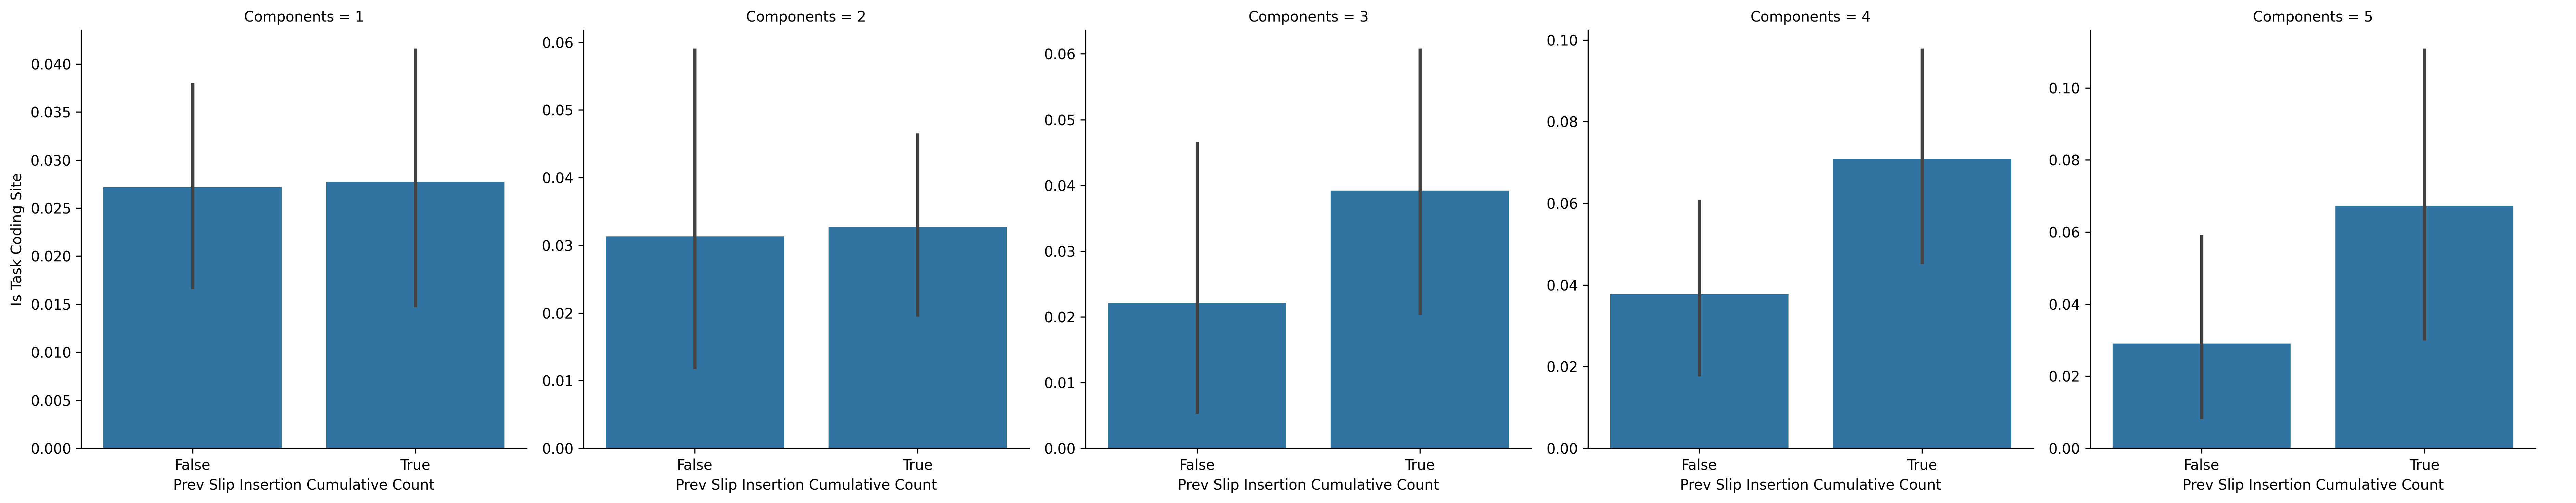 Components = 1
Is Task Coding Site
0.040
0.035
0.030
0.025
0.020
0.015
0.010
0.005
0.000
False True
Prev Slip Insertion Cumulative Count
Components = 2
0.06
0.05
0.04
0.03
0.02
0.01
0.00
False True
Prev Slip Insertion Cumulative Count
Components = 3
0.06
0.05
0.04
0.03
0.02
0.01
0.00
False True
Prev Slip Insertion Cumulative Count
Components = 4
0.10
0.08
0.06
0.04
0.02
0.00
False True
Prev Slip Insertion Cumulative Count
Components = 5
0.10
0.08
0.06
0.04
0.02
0.00
False True
Prev Slip Insertion Cumulative Count